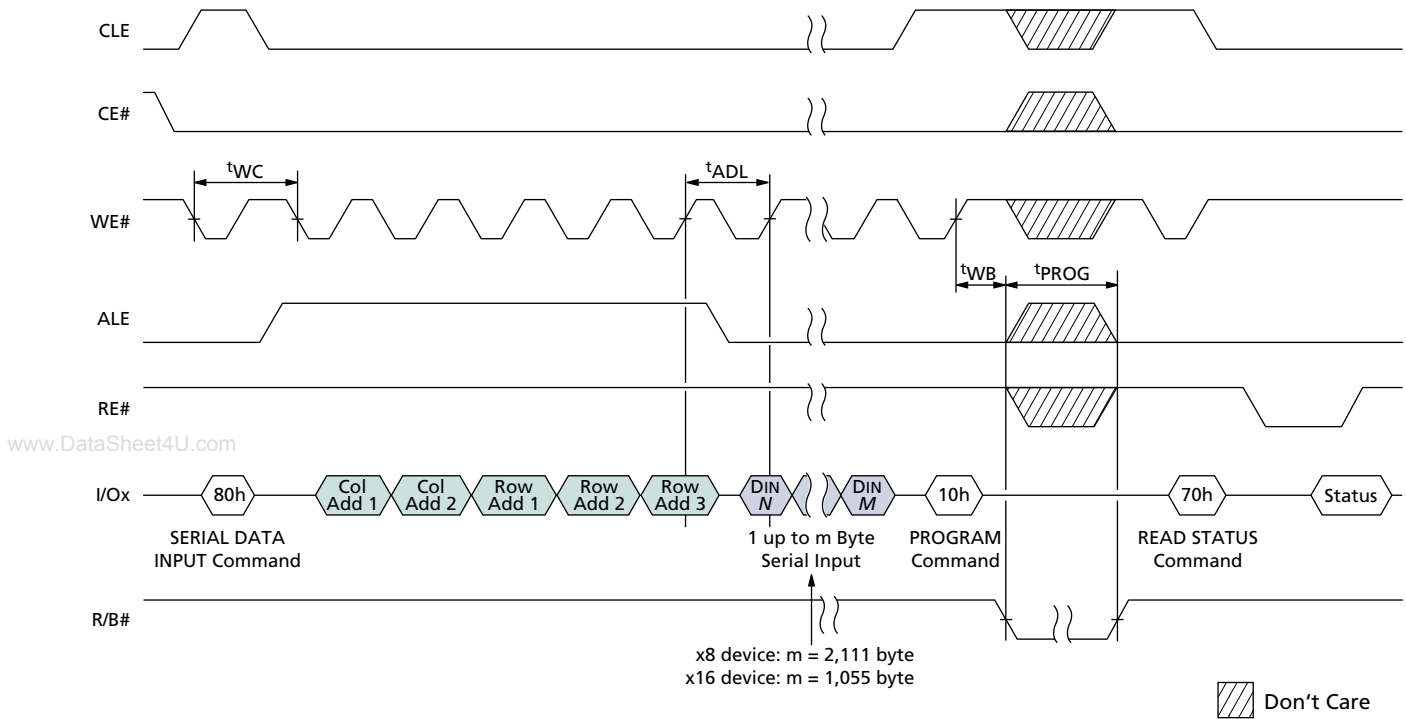 CLE
CE#
tWC
tADL
WE#
tWB
tPROG
ALE
RE#
www.DataSheet4U.com
I/Ox
80h
Col
Add 1
Col
Add 2
Row
Add 1
Row
Add 2
Row
Add 3
DIN
N
DIN
M
10h
70h
Status
SERIAL DATA
INPUT Command
1 up to m Byte
Serial Input
PROGRAM
Command
READ STATUS
Command
R/B#
x8 device: m = 2,111 byte
x16 device: m = 1,055 byte
Don't Care